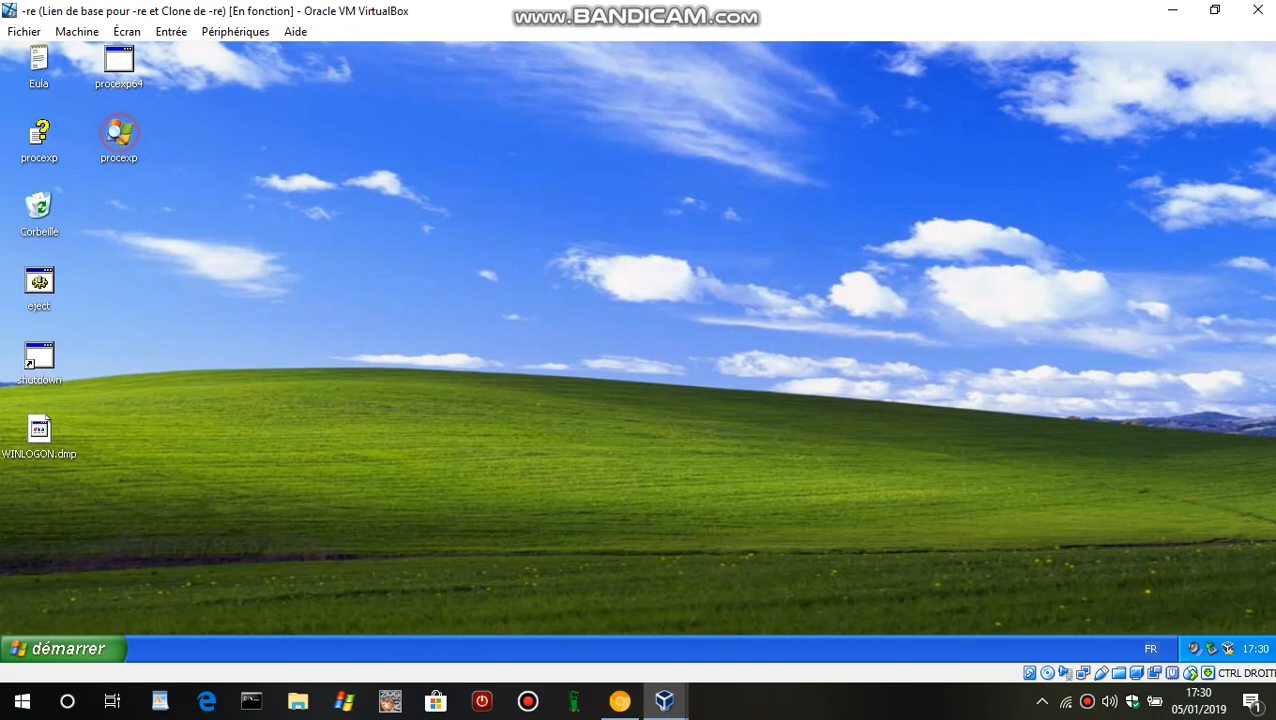 -re (Lien de base pour -re et Clone de -re) [En fonction] - Oracle VM VirtualBox
www.BANDICAM.com
Fichier Machine Écran Entrée Périphériques Aide
Eula
procexp64
procexp
procexp
Corbeille
eject
shutdown
WINLOGON.dmp
démarrer
FR
17:30
CTRL DROITE
17:30
05/01/2019
1